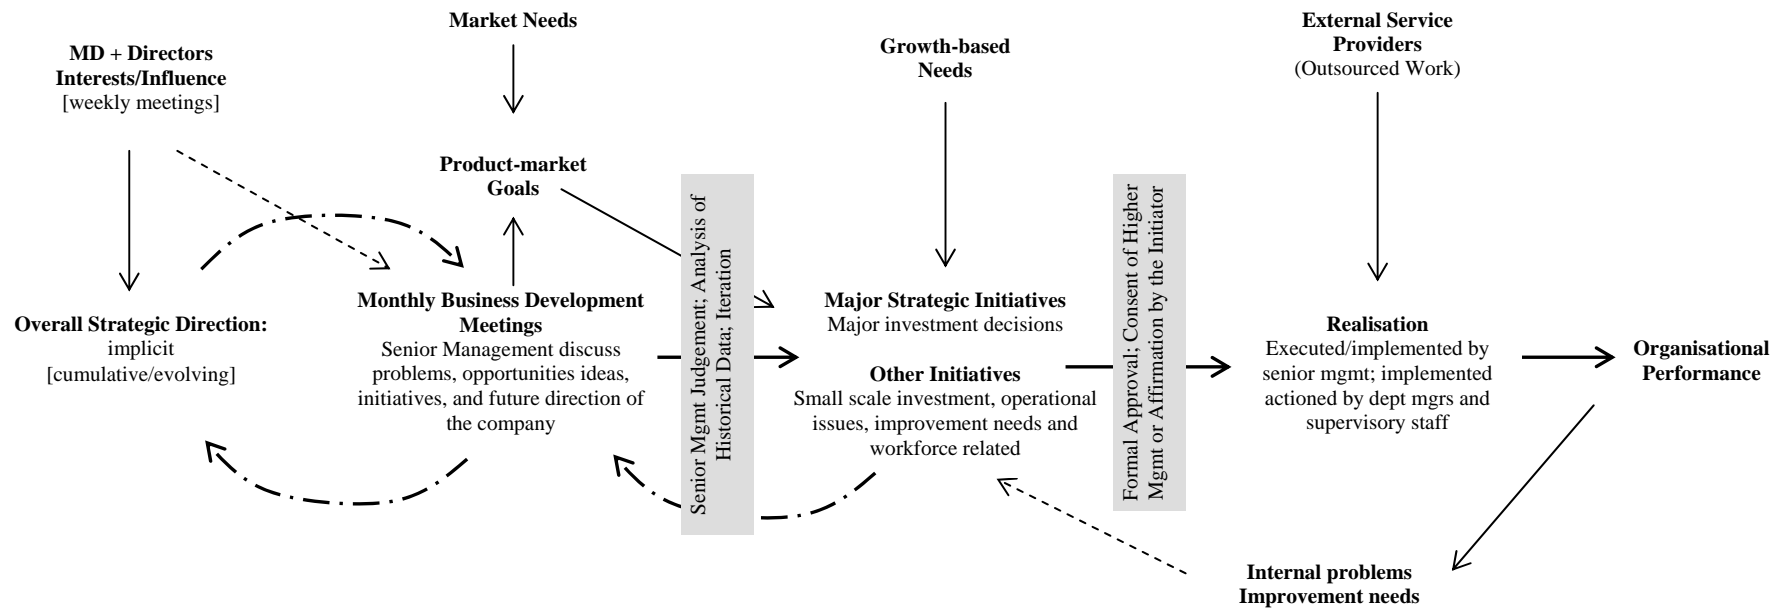 MD + Directors
Interests/Influence
[weekly meetings]
Market Needs
Growth-based
Needs
External Service
Providers
(Outsourced Work)
Product-market
Goals
Overall Strategic Direction:
implicit
[cumulative/evolving]
Monthly Business Development
Meetings
Senior Management discuss
problems, opportunities ideas,
initiatives, and future direction of
the company
Senior Mgmt Judgement; Analysis of
Historical Data; Iteration
Major Strategic Initiatives
Major investment decisions
Other Initiatives
Small scale investment, operational
issues, improvement needs and
workforce related
Formal Approval; Consent of Higher
Mgmt or Affirmation by the Initiator
Realisation
Executed/implemented by
senior mgmt; implemented
actioned by dept mgrs and
supervisory staff
Organisational
Performance
Internal problems
Improvement needs